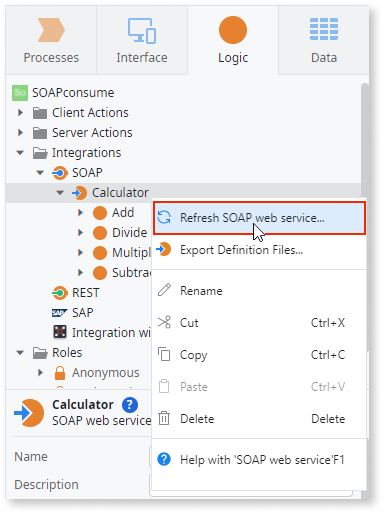 Processes Interface Logic Data
So SOAPconsume
Client Actions
Server Actions
Integrations
SOAP
Calculator
Add
Divide
Multipl
Subtra
REST
SAP SAP
Integration wi
Roles
Anonymous
Refresh SOAP web service...
Export Definition Files...
Rename
Cut Ctrl+X
Copy Ctrl+C
Paste Ctrl+V
Delete Delete
? Help with 'SOAP web service' F1
Calculator ?
SOAP web service
Name
Description